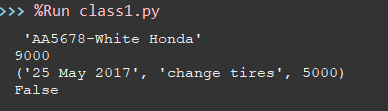 >>> %Run class1.py
'AA5678-White Honda'
9000
('25 May 2017', 'change tires', 5000)
False